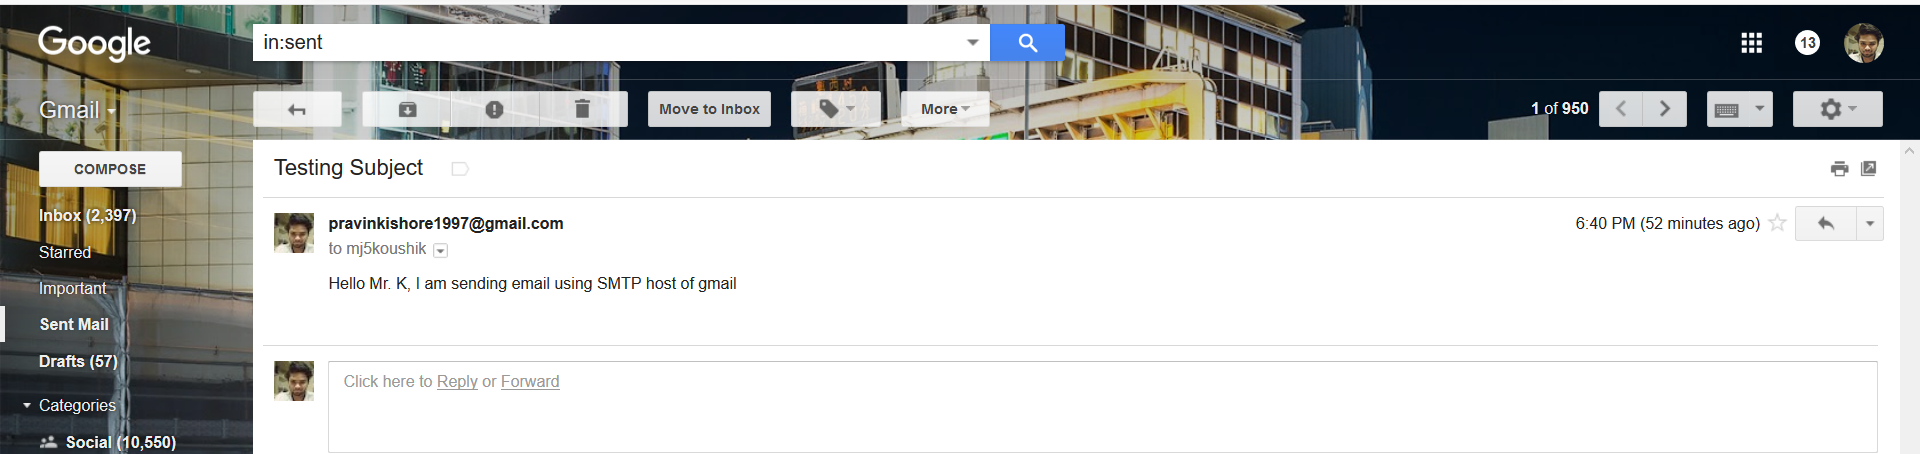 Google
in:sent
13
Gmail
Move to Inbox
More
1 of 950
COMPOSE
Testing Subject
Inbox (2,397)
pravinkishore1997@gmail.com
6:40 PM (52 minutes ago)
Starred
to mj5koushik
Important
Hello Mr. K, I am sending email using SMTP host of gmail
Sent Mail
Drafts (57)
Click here to Reply or Forward
Categories
Social (10,550)